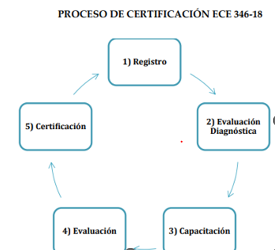 PROCESO DE CERTIFICACIÓN ECE 346-18
1) Registro
2) Evaluación
Diagnóstica
3) Capacitación
4) Evaluación
5) Certificación